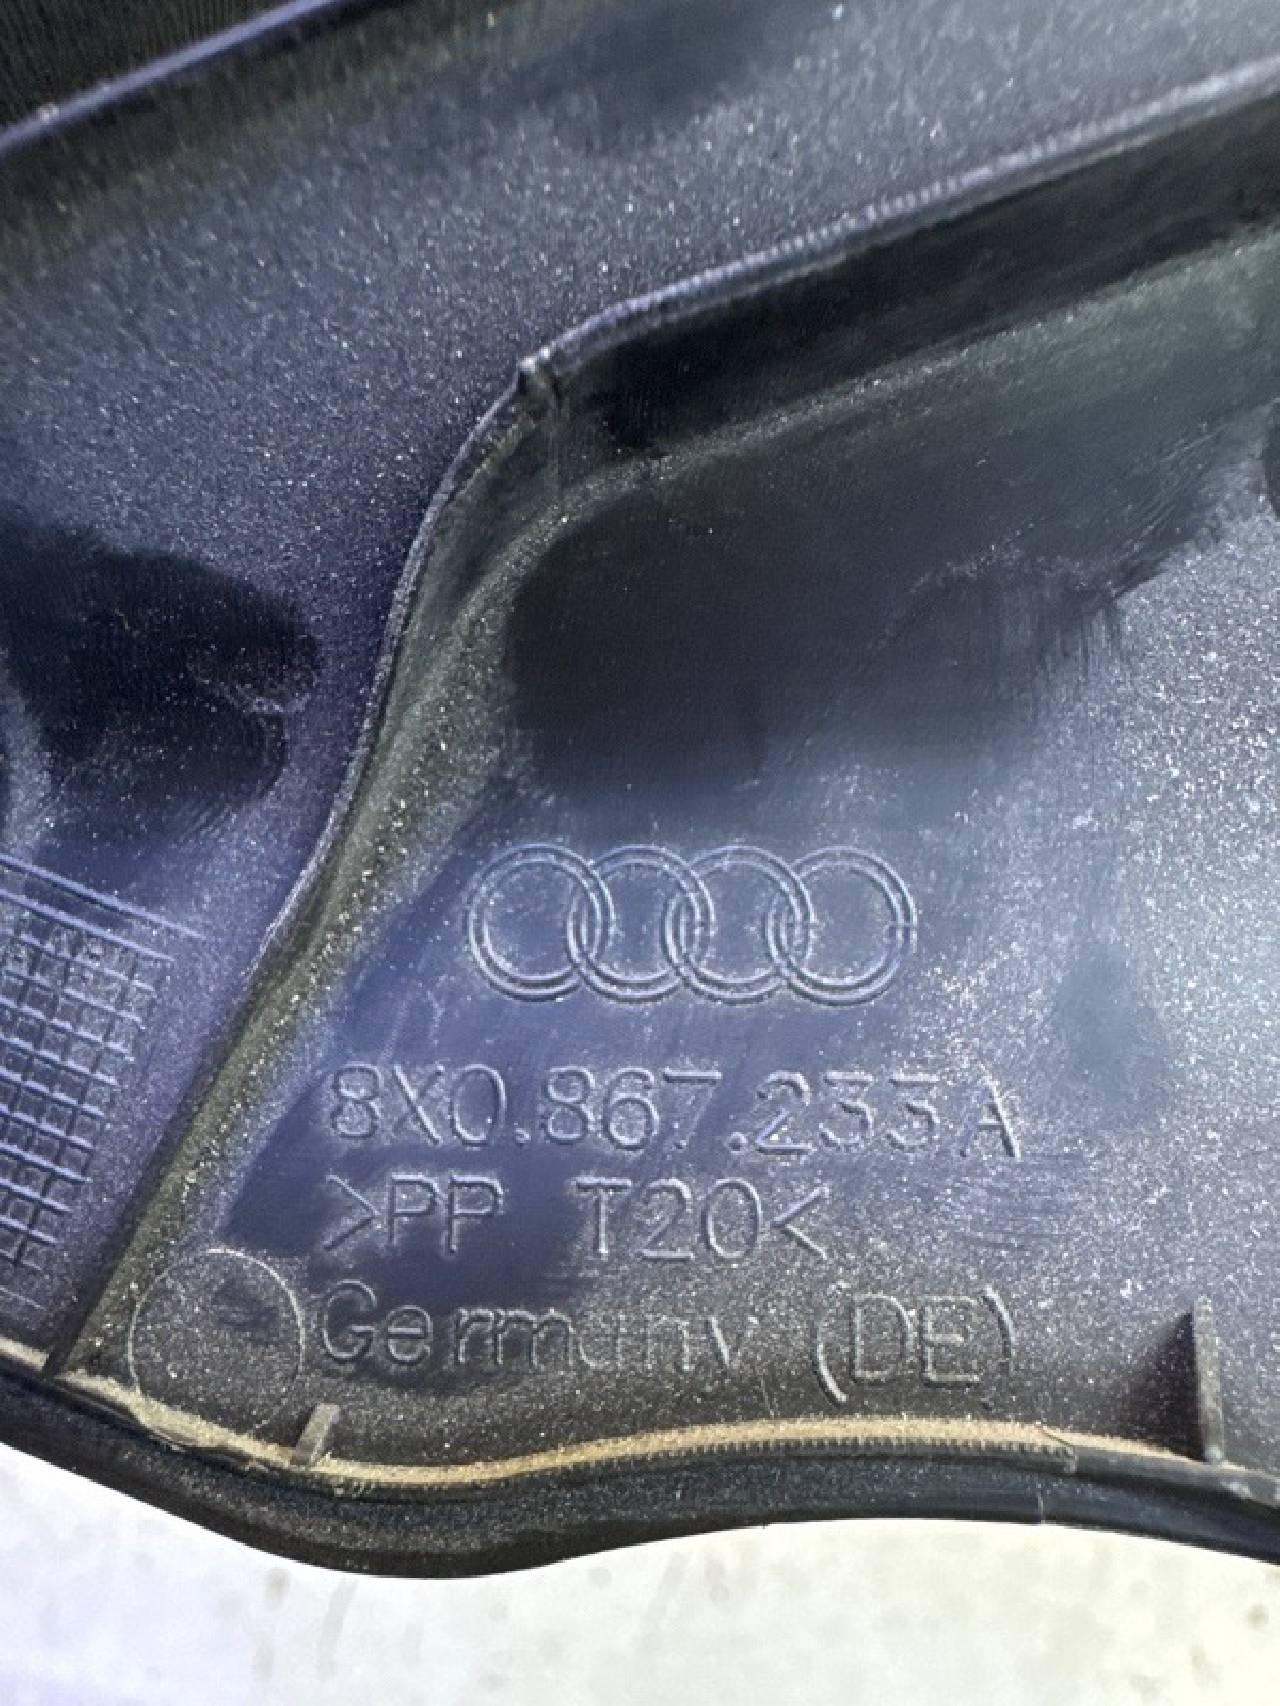 8X0.867.233A
>PP T20<
Germany (DE)